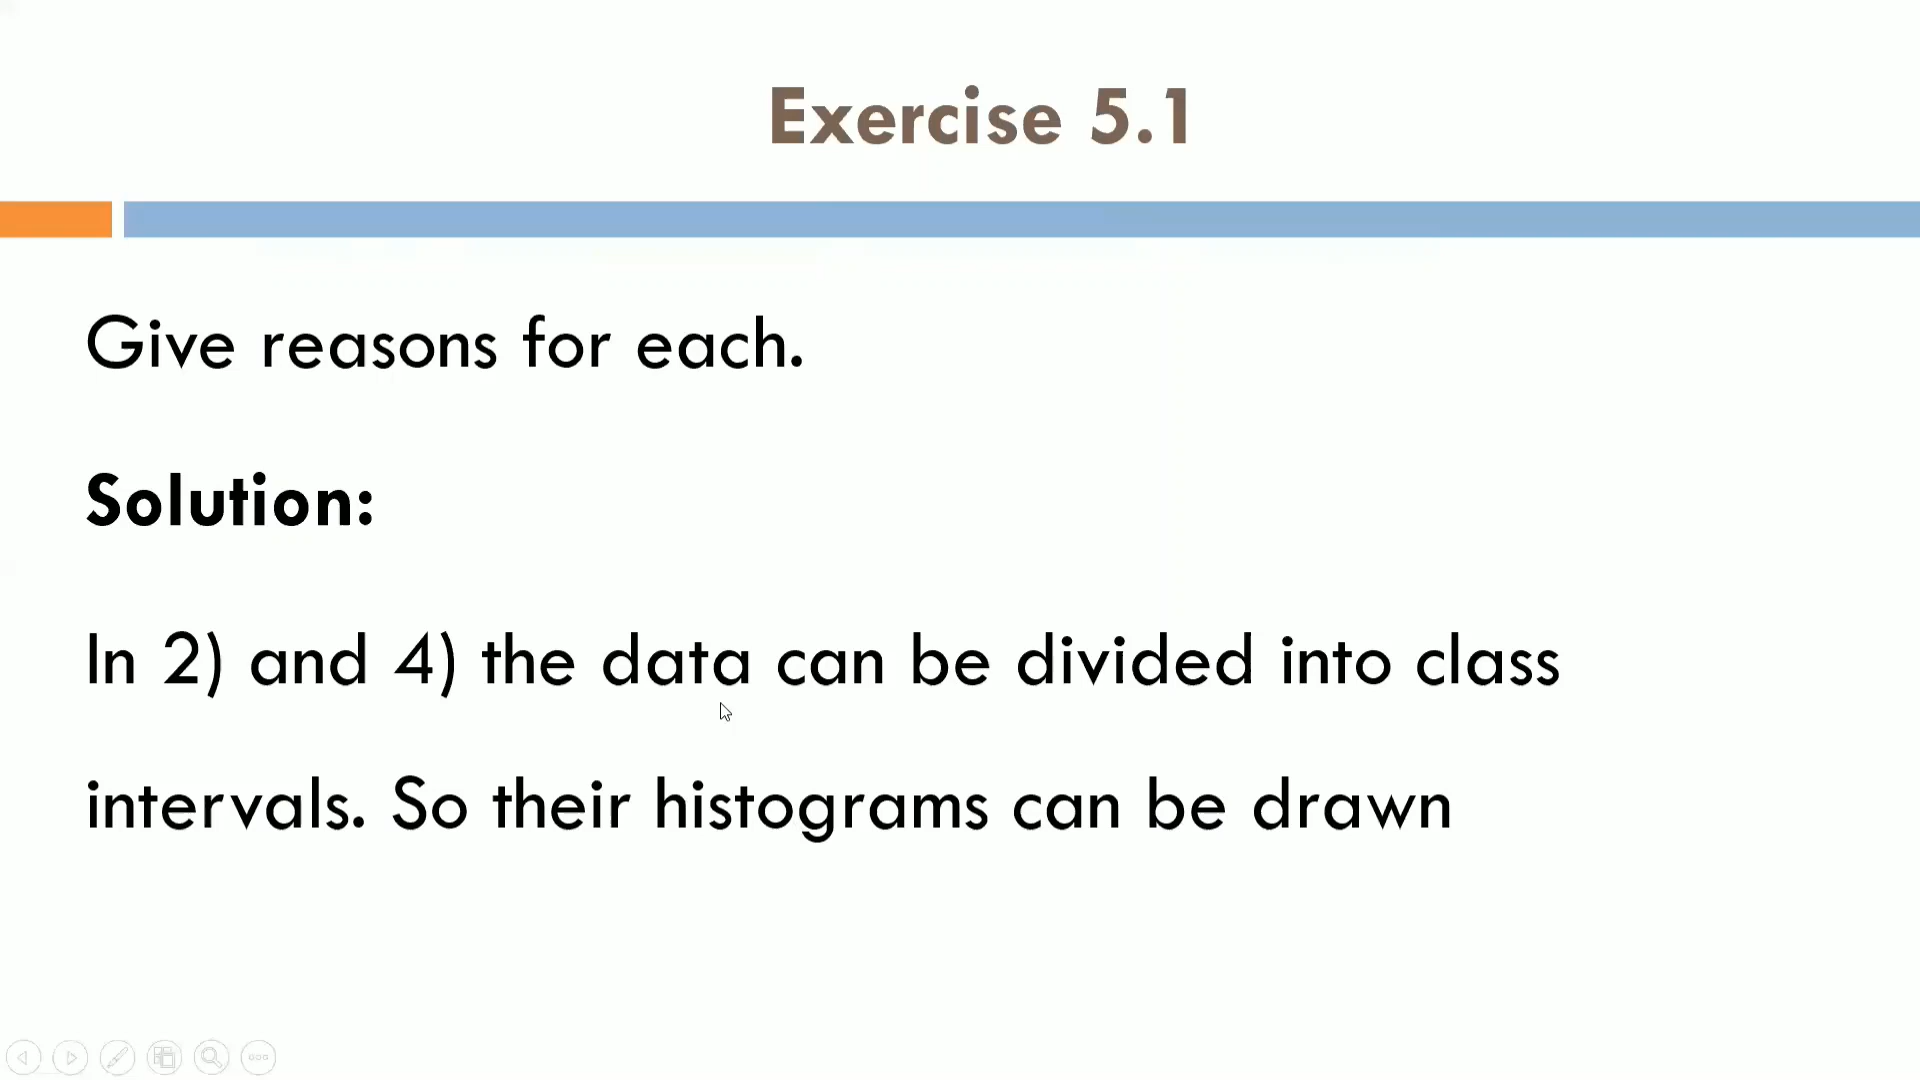 Exercise 5.1
Give reasons for each.
Solution:
In 2) and 4) the data can be divided into class
intervals. So their histograms can be drawn